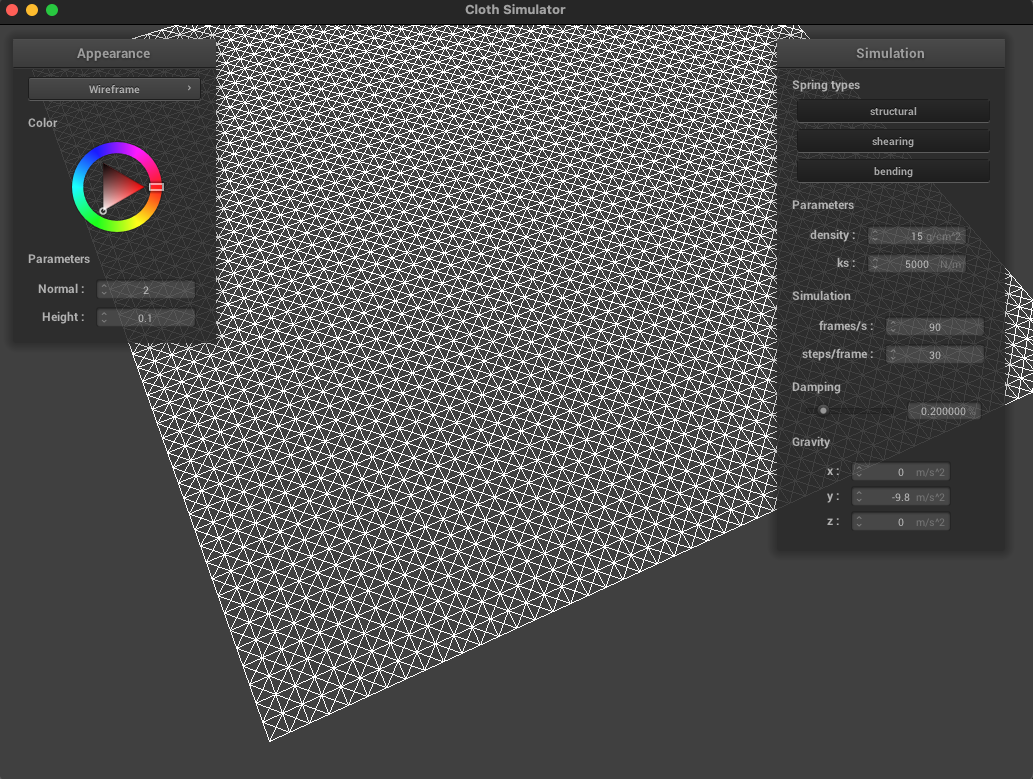 Cloth Simulator
Appearance
Wireframe
Color
Parameters
Normal : 2
Height : 0.1
Simulation
Spring types
structural
shearing
bending
Parameters
density : 15 g/cm^2
ks : 5000 N/m
Simulation
frames/s : 90
steps/frame : 30
Damping
0.200000 %
Gravity
x : 0 m/s^2
y : -9.8 m/s^2
z : 0 m/s^2